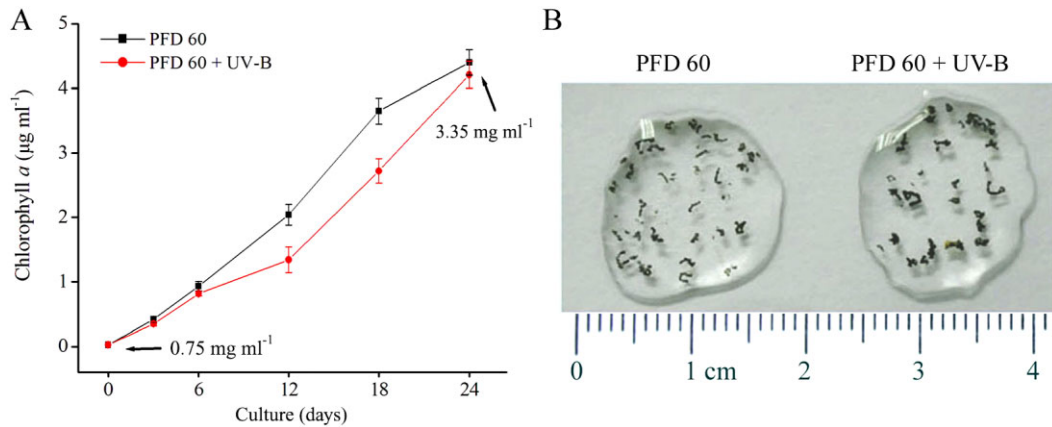 A
Chlorophyll a (µg ml-1)
5
4
3
2
1
0
PFD 60
PFD 60 + UV-B
3.35 mg ml-1
0.75 mg ml-1
0 3 6 12 18 24
Culture (days)
B
PFD 60 PFD 60 + UV-B
0 1 cm 2 3 4